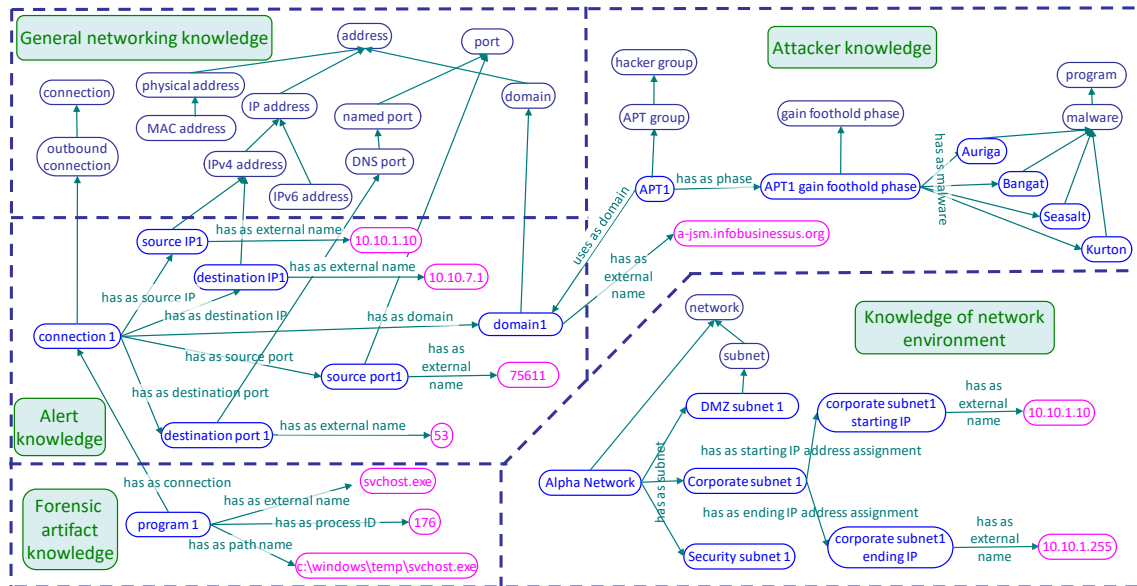 General networking knowledge
address
port
physical address
connection
IP address
domain
MAC address
named port
outbound
connection
IPv4 address
DNS port
IPv6 address
Attacker knowledge
hacker group
program
APT group
gain foothold phase
malware
Auriga
has as malware
APT1
has as phase
APT1 gain foothold phase
Bangat
Seasalt
Kurton
uses as domain
a-jsm.infobusinessus.org
has as
external
name
source IP1
has as external name
10.10.1.10
destination IP1
has as external name
10.10.7.1
has as source IP
has as destination IP
has as domain
domain1
connection 1
has as source port
source port1
has as
external
name
75611
has as destination port
Alert
knowledge
destination port 1
has as external name
53
has as connection
Forensic
artifact
knowledge
program 1
has as external name
svchost.exe
has as process ID
176
has as path name
c:\windows\temp\svchost.exe
Knowledge of network
environment
network
subnet
DMZ subnet 1
corporate subnet1
starting IP
has as
external
name
10.10.1.10
has as starting IP address assignment
Alpha Network
has as subnet
Corporate subnet 1
has as ending IP address assignment
Security subnet 1
corporate subnet1
ending IP
has as
external
name
10.10.1.255